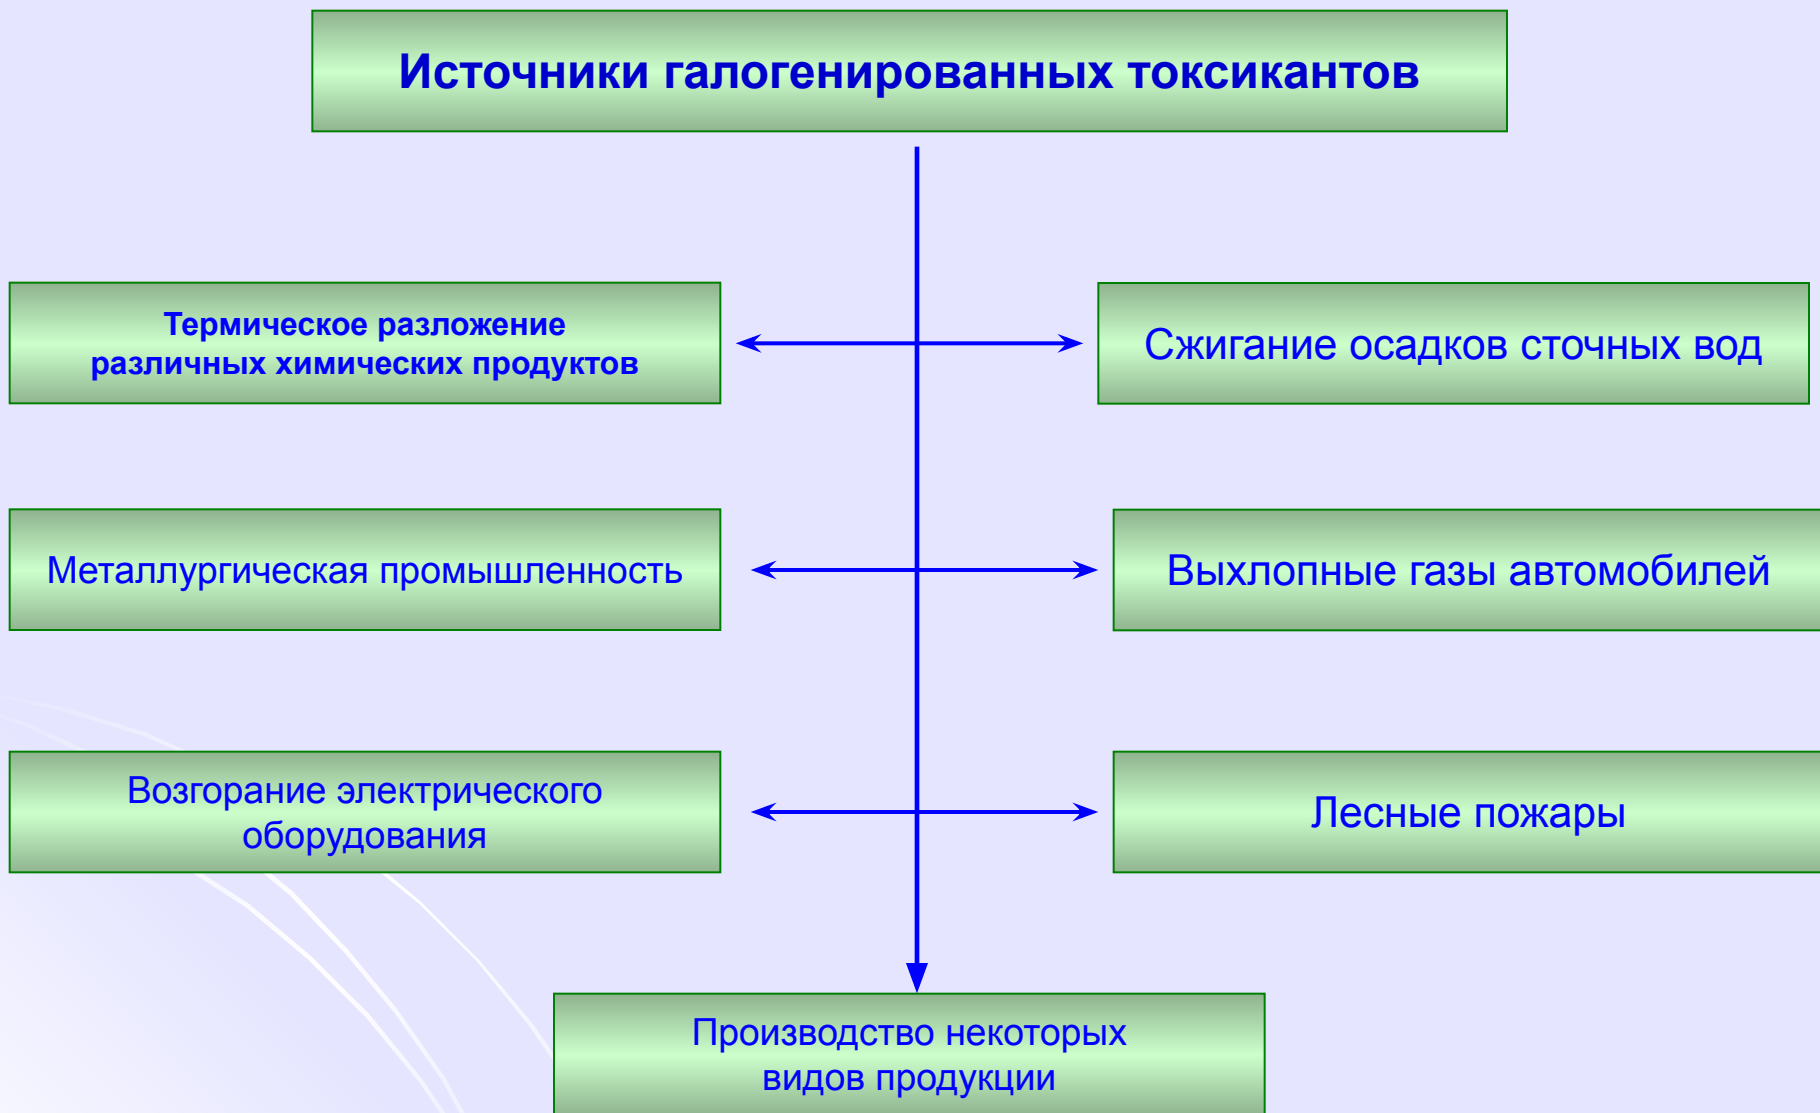 Источники галогенированных токсикантов
Термическое разложение
различных химических продуктов
Сжигание осадков сточных вод
Металлургическая промышленность
Выхлопные газы автомобилей
Возгорание электрического
оборудования
Лесные пожары
Производство некоторых
видов продукции